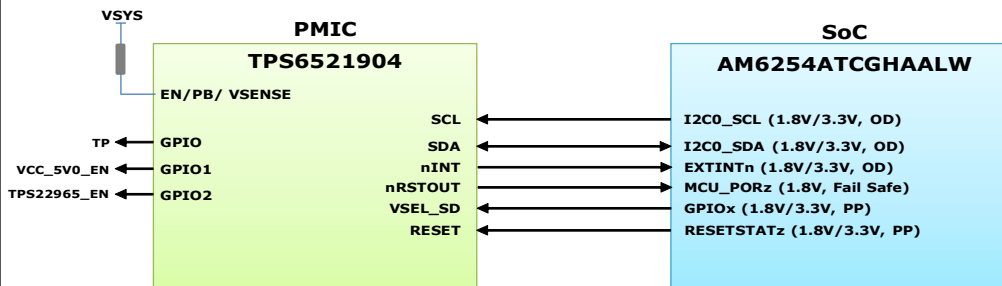 VSYS
PMIC
SoC
TPS6521904
AM6254ATCGHAALW
EN/PB/ VSENSE
SCL
I2C0_SCL (1.8V/3.3V, OD)
TP
GPIO
SDA
I2C0_SDA (1.8V/3.3V, OD)
VCC_5V0_EN
GPIO1
nINT
EXTINTn (1.8V/3.3V, OD)
TPS22965_EN
GPIO2
nRSTOUT
MCU_PORz (1.8V, Fail Safe)
VSEL_SD
GPIOx (1.8V/3.3V, PP)
RESET
RESETSTATz (1.8V/3.3V, PP)